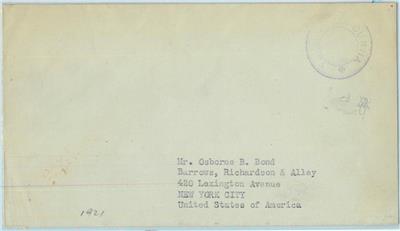 Mr. Osborne B. Bond
Barrows, Richardson & Alley
420 Lexington Avenue
NEW YORK CITY
United States of America
1921